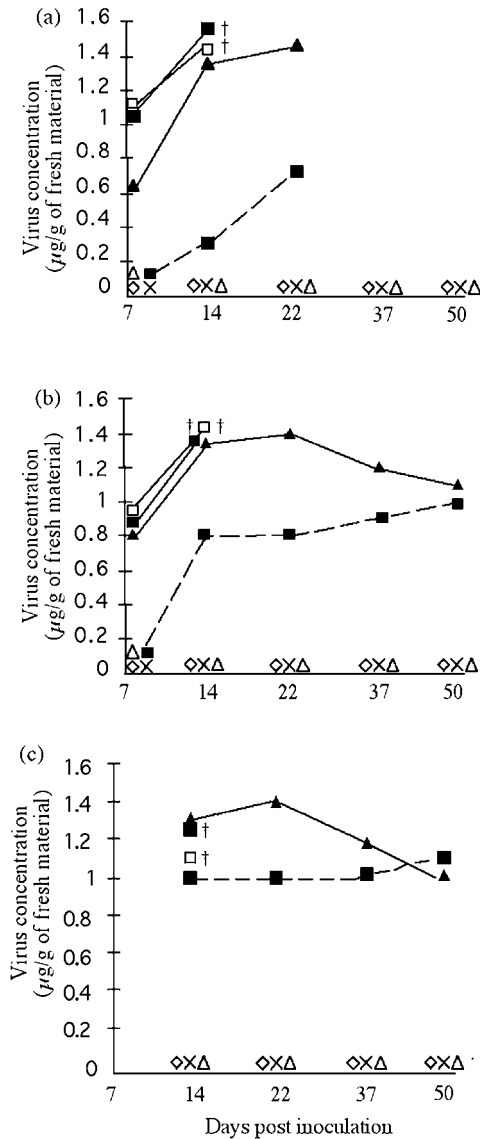 (a)
Virus concentration
(µg/g of fresh material)
1.6
1.4
1.2
1
0.8
0.6
0.4
0.2
0
† 
†
7 14 22 37 50
(b)
Virus concentration
(µg/g of fresh material)
1.6
1.4
1.2
1
0.8
0.6
0.4
0.2
0
† †
7 14 22 37 50
(c)
Virus concentration
(µg/g of fresh material)
1.6
1.4
1.2
1
0.8
0.6
0.4
0.2
0
†
†
7 14 22 37 50
Days post inoculation